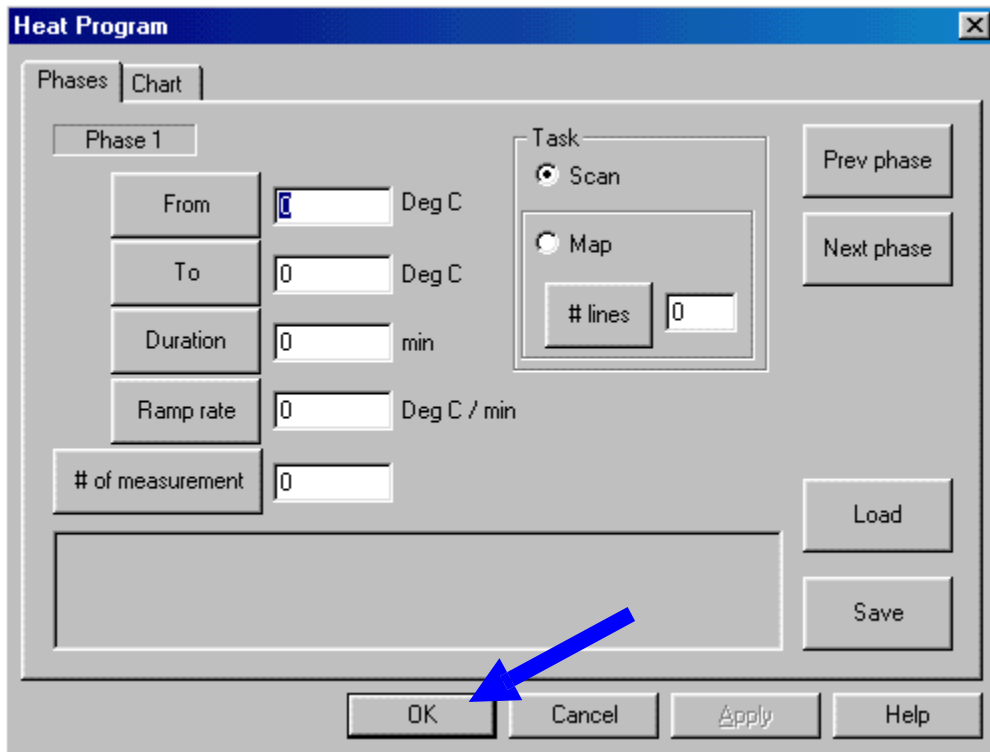 Heat Program
Phases Chart
Phase 1
From 0 Deg C
To 0 Deg C
Duration 0 min
Ramp rate 0 Deg C / min
# of measurement 0
Task
Scan
Map
# lines 0
Prev phase
Next phase
Load
Save
OK Cancel Apply Help